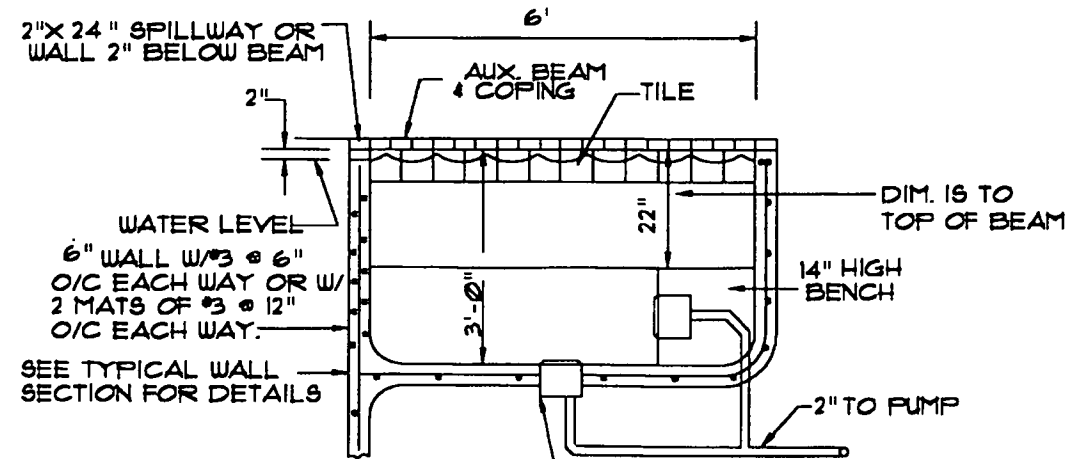 2"X 24" SPILLWAY OR
WALL 2" BELOW BEAM
6'
AUX. BEAM
& COPING
TILE
2"
WATER LEVEL
22"
DIM. IS TO
TOP OF BEAM
6" WALL W/#3 @ 6"
O/C EACH WAY OR W/
2 MATS OF #3 @ 12"
O/C EACH WAY.
3'-0"
14" HIGH
BENCH
SEE TYPICAL WALL
SECTION FOR DETAILS
2" TO PUMP